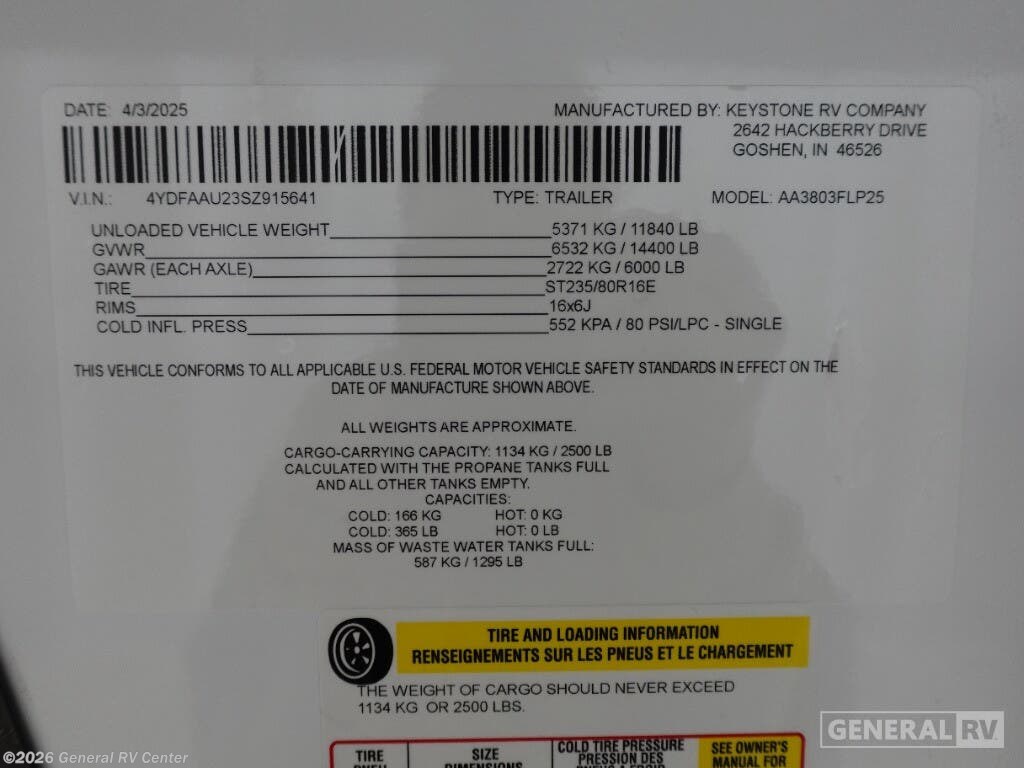 DATE: 4/3/2025 MANUFACTURED BY: KEYSTONE RV COMPANY
2642 HACKBERRY DRIVE
GOSHEN, IN 46526
V.I.N.: 4YDFAAU23SZ915641 TYPE: TRAILER MODEL: AA3803FLP25
UNLOADED VEHICLE WEIGHT 5371 KG / 11840 LB
GVWR 6532 KG / 14400 LB
GAWR (EACH AXLE) 2722 KG / 6000 LB
TIRE ST235/80R16E
RIMS 16x6J
COLD INFL. PRESS 552 KPA / 80 PSI/LPC - SINGLE
THIS VEHICLE CONFORMS TO ALL APPLICABLE U.S. FEDERAL MOTOR VEHICLE SAFETY STANDARDS IN EFFECT ON THE
DATE OF MANUFACTURE SHOWN ABOVE.
ALL WEIGHTS ARE APPROXIMATE.
CARGO-CARRYING CAPACITY: 1134 KG / 2500 LB
CALCULATED WITH THE PROPANE TANKS FULL
AND ALL OTHER TANKS EMPTY.
CAPACITIES:
COLD: 166 KG HOT: 0 KG
COLD: 365 LB HOT: 0 LB
MASS OF WASTE WATER TANKS FULL:
587 KG / 1295 LB
TIRE AND LOADING INFORMATION
RENSEIGNEMENTS SUR LES PNEUS ET LE CHARGEMENT
THE WEIGHT OF CARGO SHOULD NEVER EXCEED
1134 KG OR 2500 LBS.
TIRE SIZE COLD TIRE PRESSURE SEE OWNER'S
DIMENSIONS PRESSION DES MANUAL FOR
GENERAL RV
©2026 General RV Center